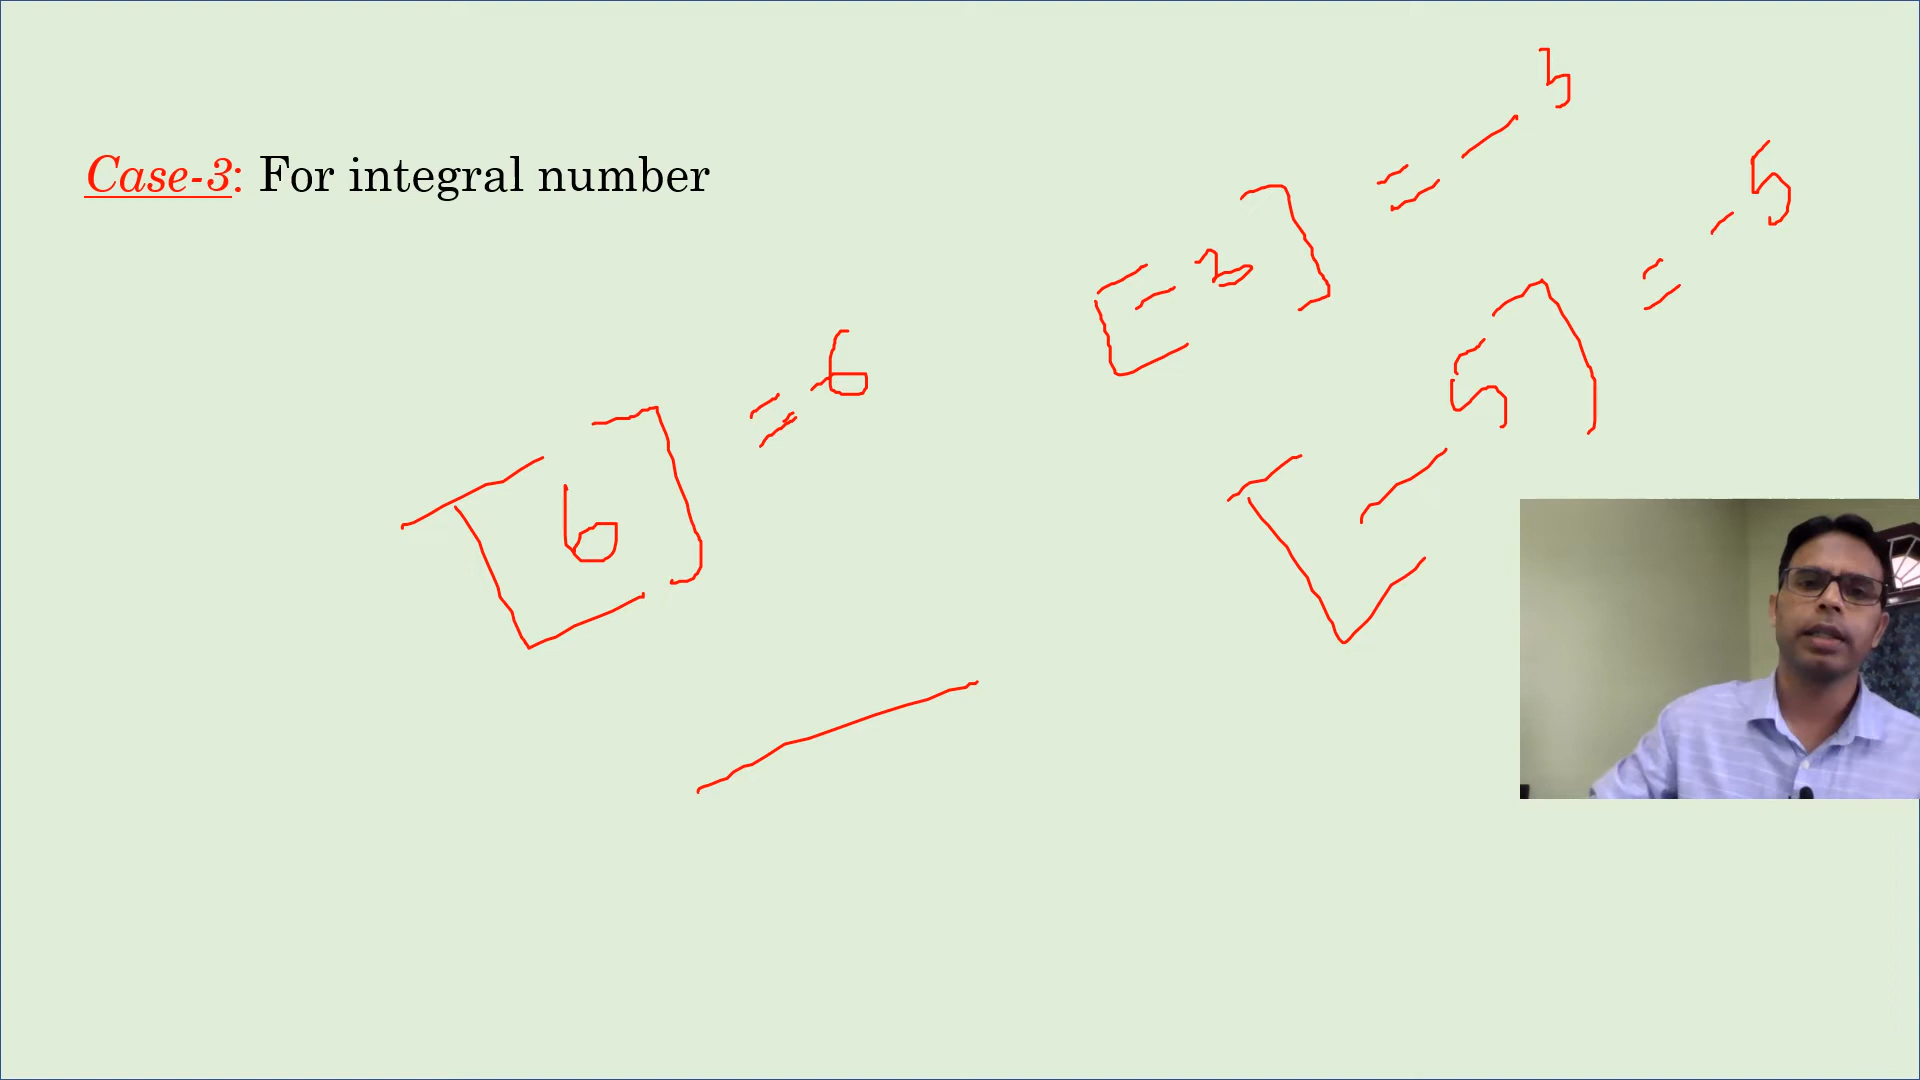 Case-3: For integral number
[-3] = -3
[-5] = -5
[6] = 6